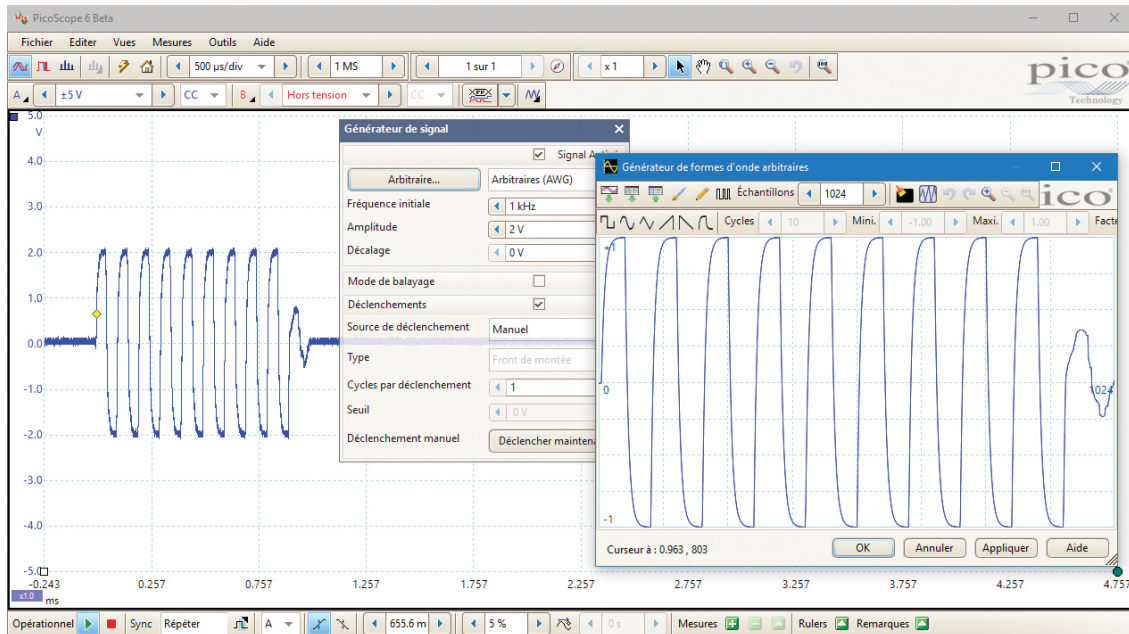 PicoScope 6 Beta
Fichier Editer Vues Mesures Outils Aide
500 µs/div 1 MS 1 sur 1 x 1
pico
Technology
A ±5 V CC B Hors tension CC
5.0
V
4.0
3.0
2.0
1.0
0.0
-1.0
-2.0
-3.0
-4.0
-5.0
-0.243 0.257 0.757 1.257 1.757 2.257 2.757 3.257 3.757 4.257 4.757
x1.0 ms
Générateur de signal
Signal
Arbitraire... Arbitraires (AWG)
Fréquence initiale 1 kHz
Amplitude 2 V
Décalage 0 V
Mode de balayage
Déclenchements
Source de déclenchement Manuel
Type Front de montée
Cycles par déclenchement 1
Seuil 0 V
Déclenchement manuel Déclencher mainten
Générateur de formes d'onde arbitraires
Échantillons 1024
ico
Cycles 10 Mini. -1.00 Maxi. 1.00 Facte
+1
0 1024
-1
Curseur à : 0.963 , 803
OK Annuler Appliquer Aide
Opérationnel Sync Répéter A 655.6 m 5 % 0 s Mesures Rulers Remarques